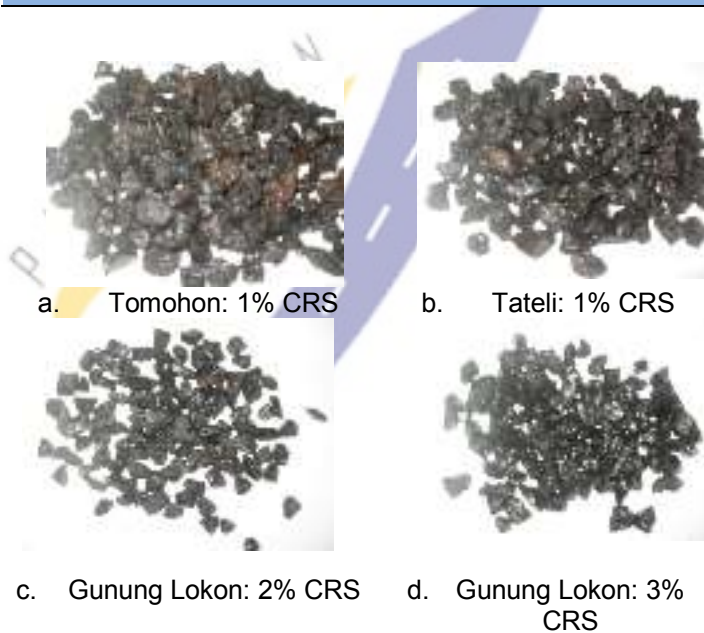 a. Tomohon: 1% CRS
b. Tateli: 1% CRS
c. Gunung Lokon: 2% CRS
d. Gunung Lokon: 3%
CRS